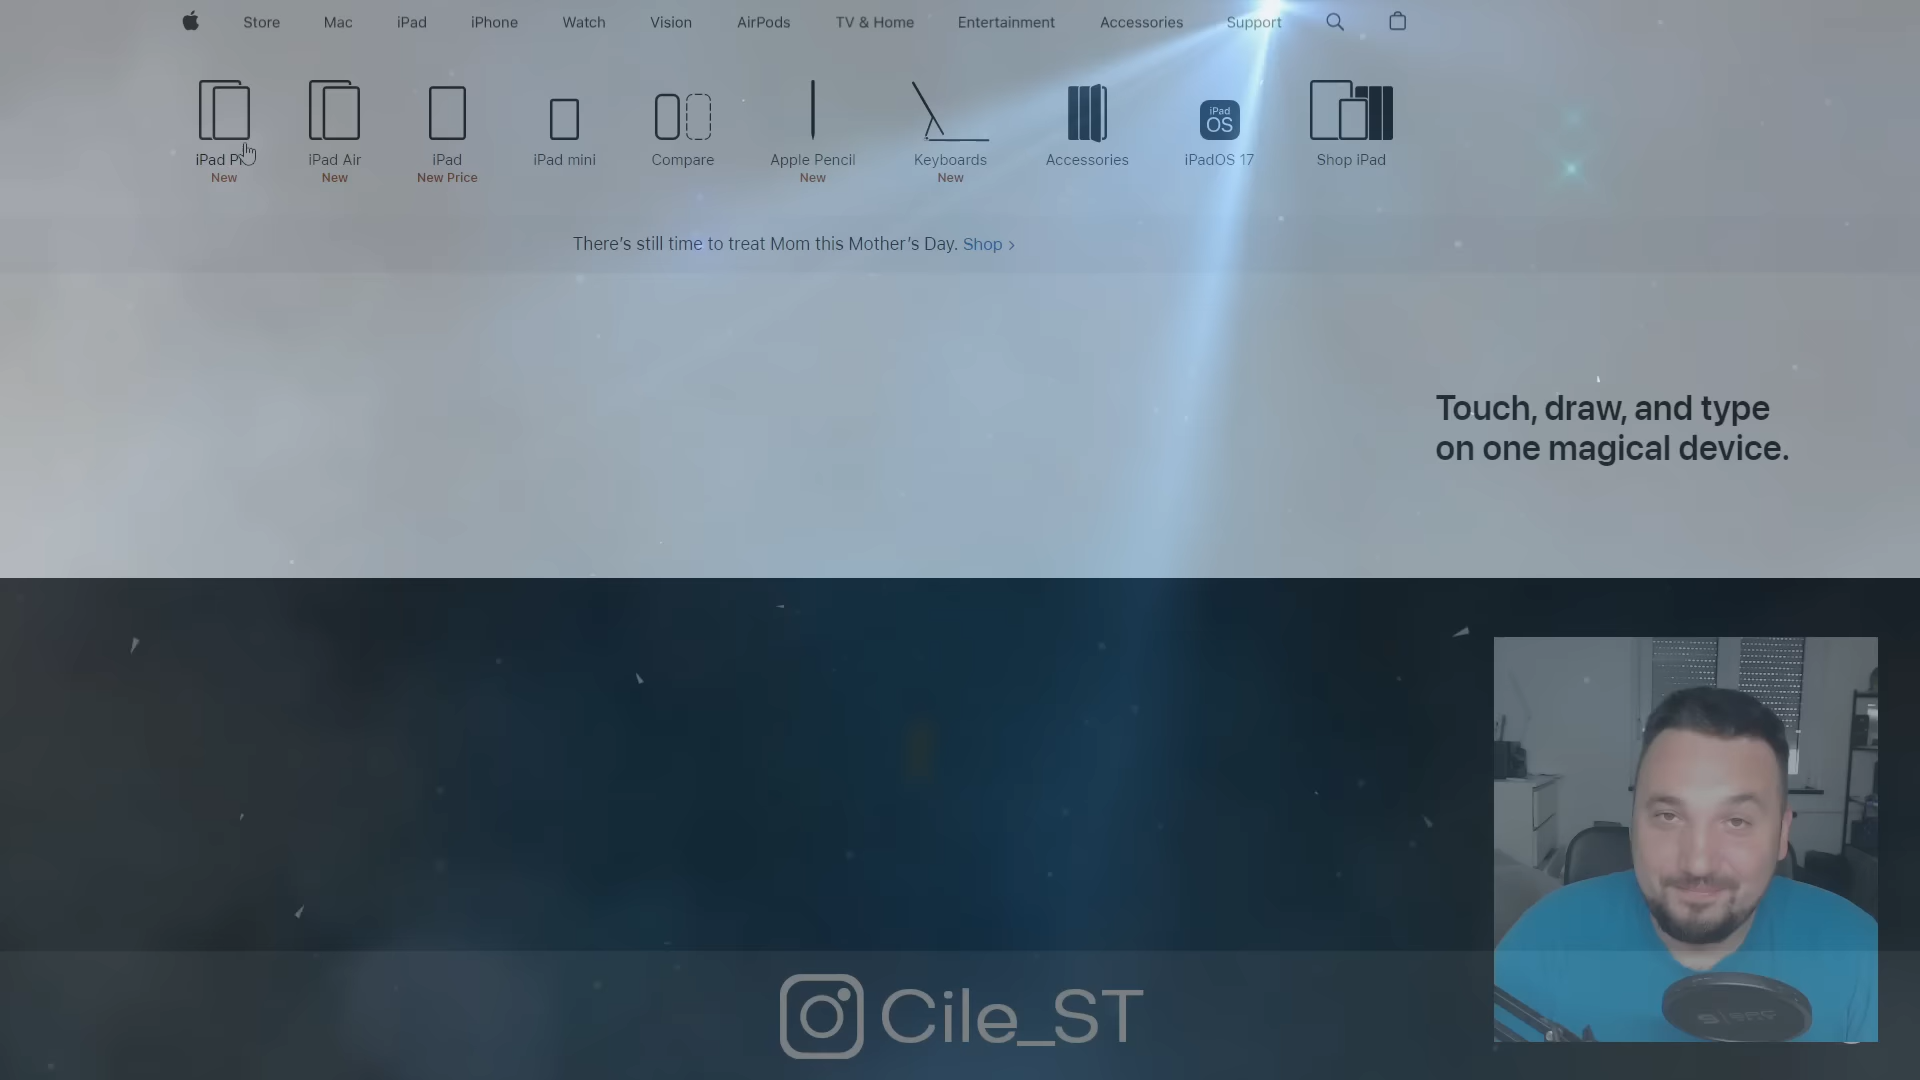 Store Mac iPad iPhone Watch Vision AirPods TV & Home Entertainment Accessories Support
iPad iPad Air iPad iPad mini Compare Apple Pencil Keyboards Accessories iPadOS 17 Shop iPad
New New New Price New New
iPad
OS
There's still time to treat Mom this Mother's Day. Shop >
Touch, draw, and type
on one magical device.
Cile_ST